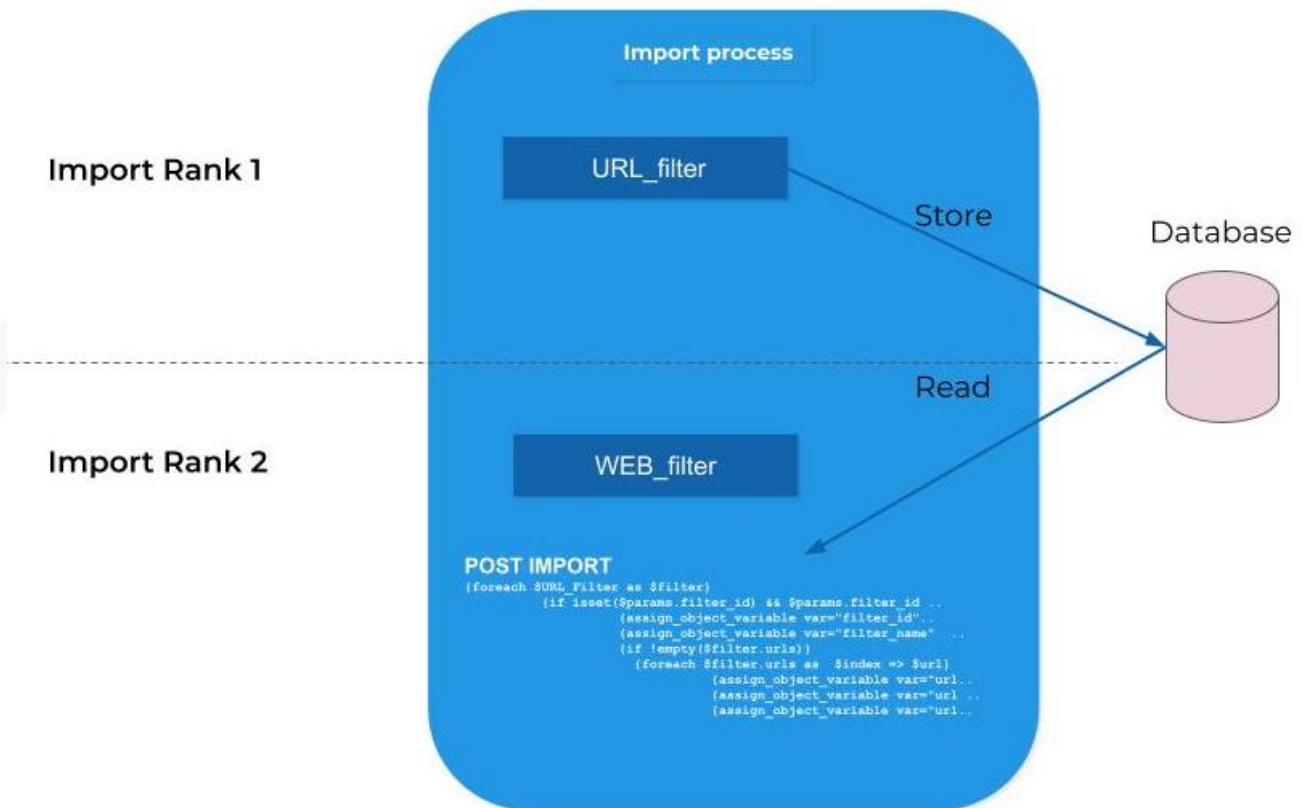 Import process
Import Rank 1
URL_filter
Store
Database
Read
Import Rank 2
WEB_filter
POST IMPORT
{foreach $URL_Filter as $filter}
{if isset($params.filter_id) && $params.filter_id ..
{assign_object_variable var="filter_id"..
{assign_object_variable var="filter_name" ..
{if !empty($filter.urls)}
{foreach $filter.urls as $index => $url}
{assign_object_variable var="url..
{assign_object_variable var="url ..
{assign_object_variable var="url..